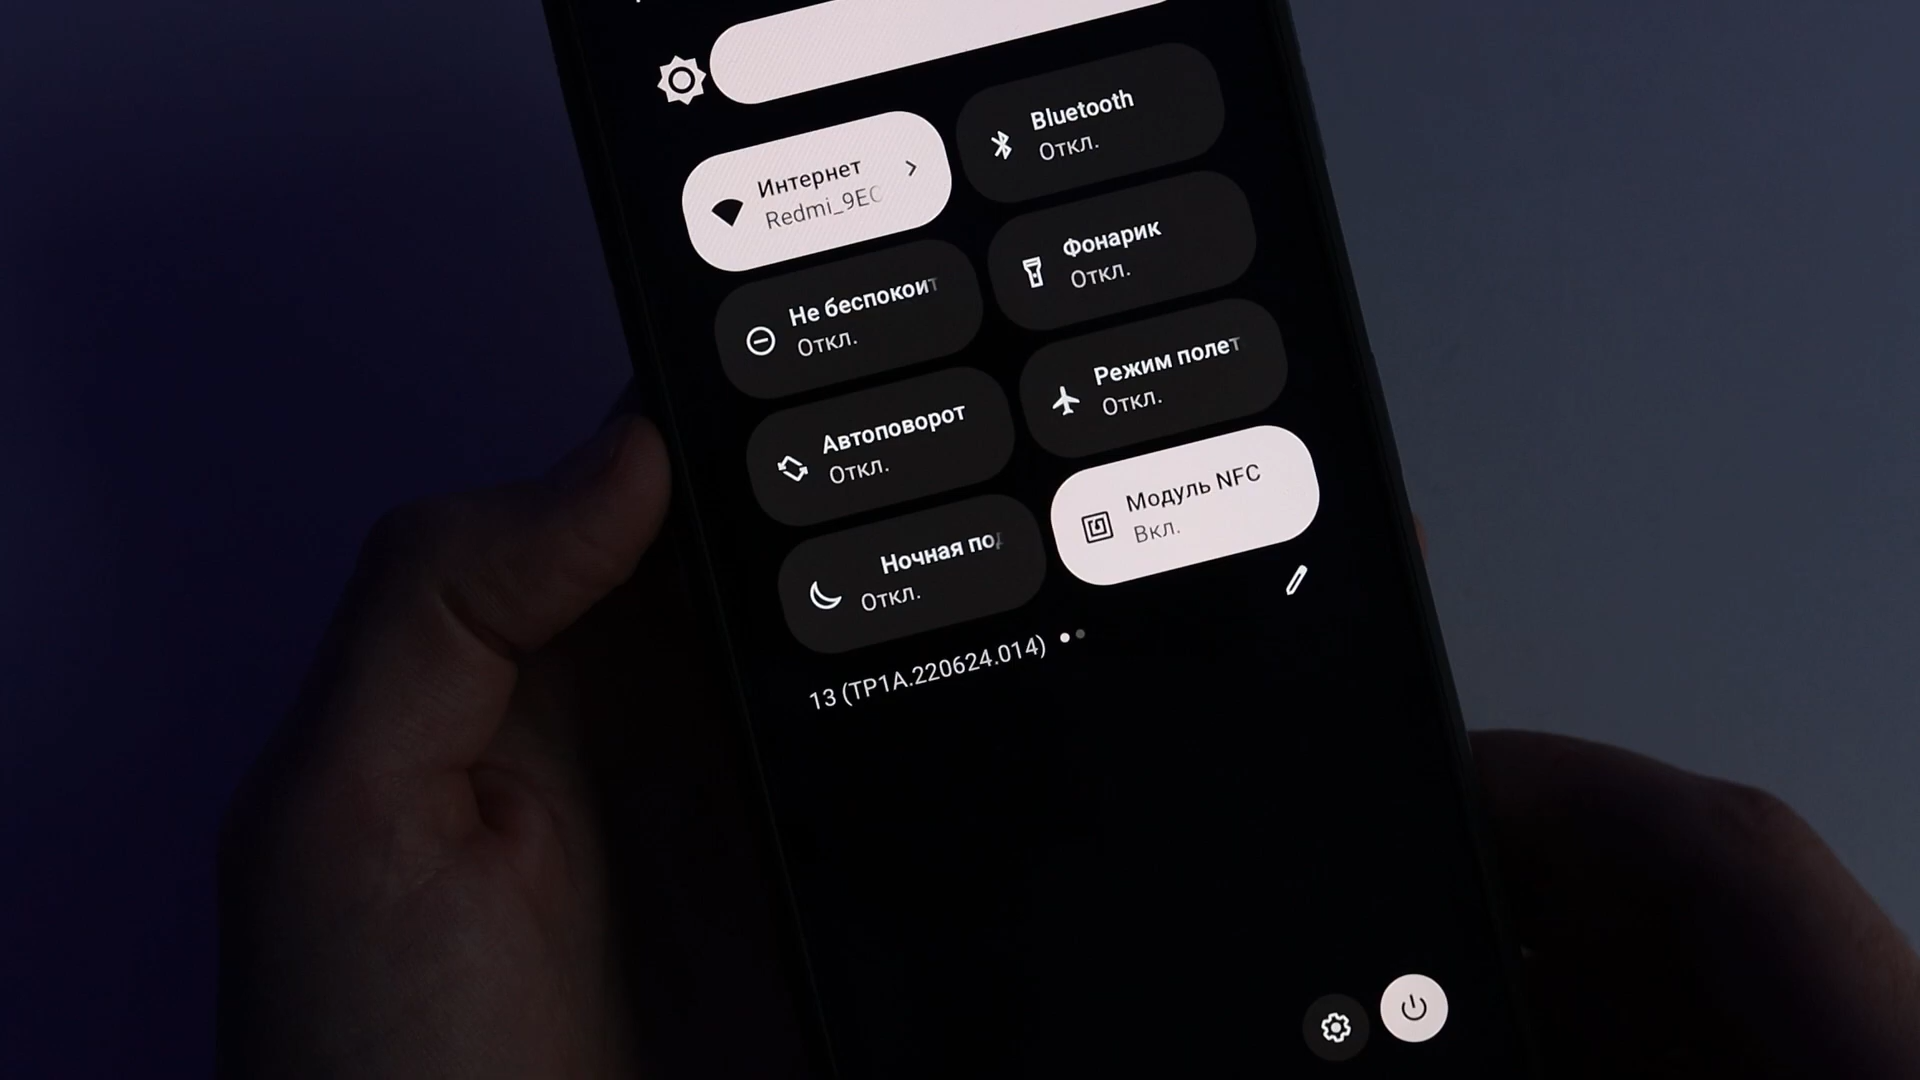 Интернет
Redmi_9EC
Bluetooth
Откл.
Не беспокоит
Откл.
Фонарик
Откл.
Автоповорот
Откл.
Режим полет
Откл.
Ночная по
Откл.
Модуль NFC
Вкл.
13 (TP1A.220624.014)